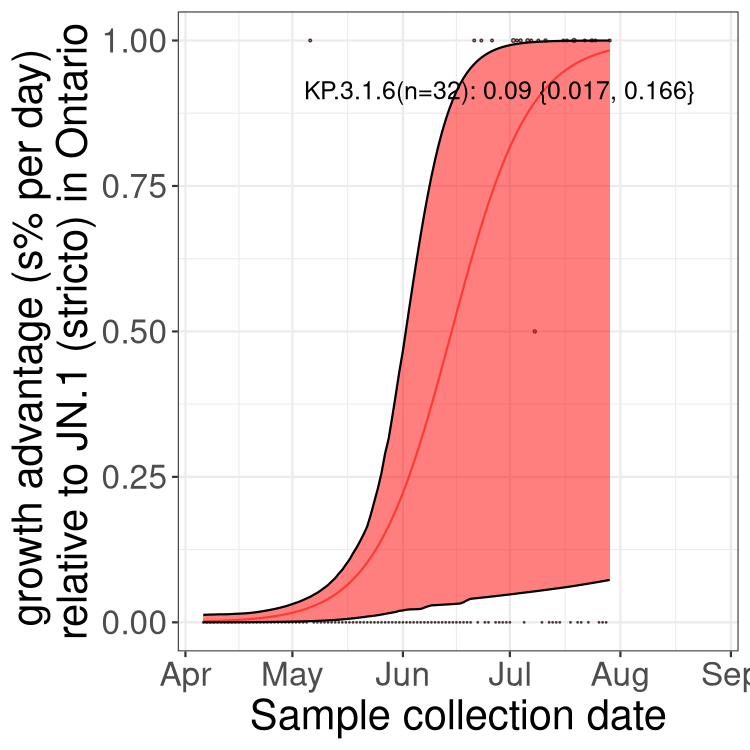 growth advantage (s% per day)
relative to JN.1 (stricto) in Ontario
1.00
0.75
0.50
0.25
0.00
KP.3.1.6(n=32): 0.09 {0.017, 0.166}
Apr May Jun Jul Aug Sep
Sample collection date